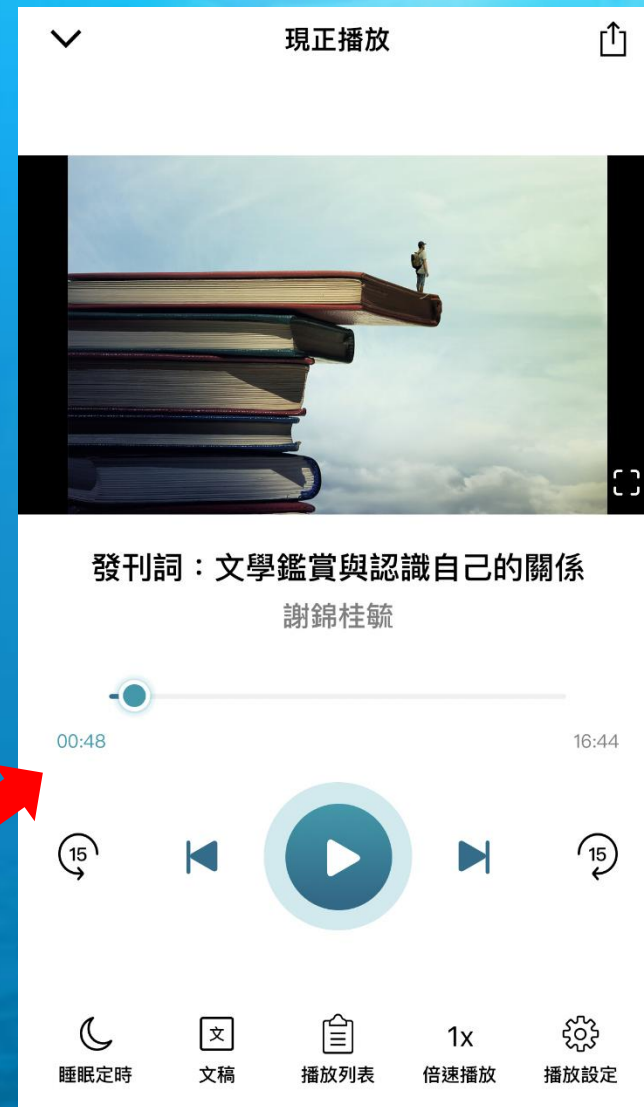 現正播放
發刊詞：文學鑑賞與認識自己的關係
謝錦桂毓
00:48 16:44
15 15
文 1x
睡眠定時 文稿 播放列表 倍速播放 播放設定